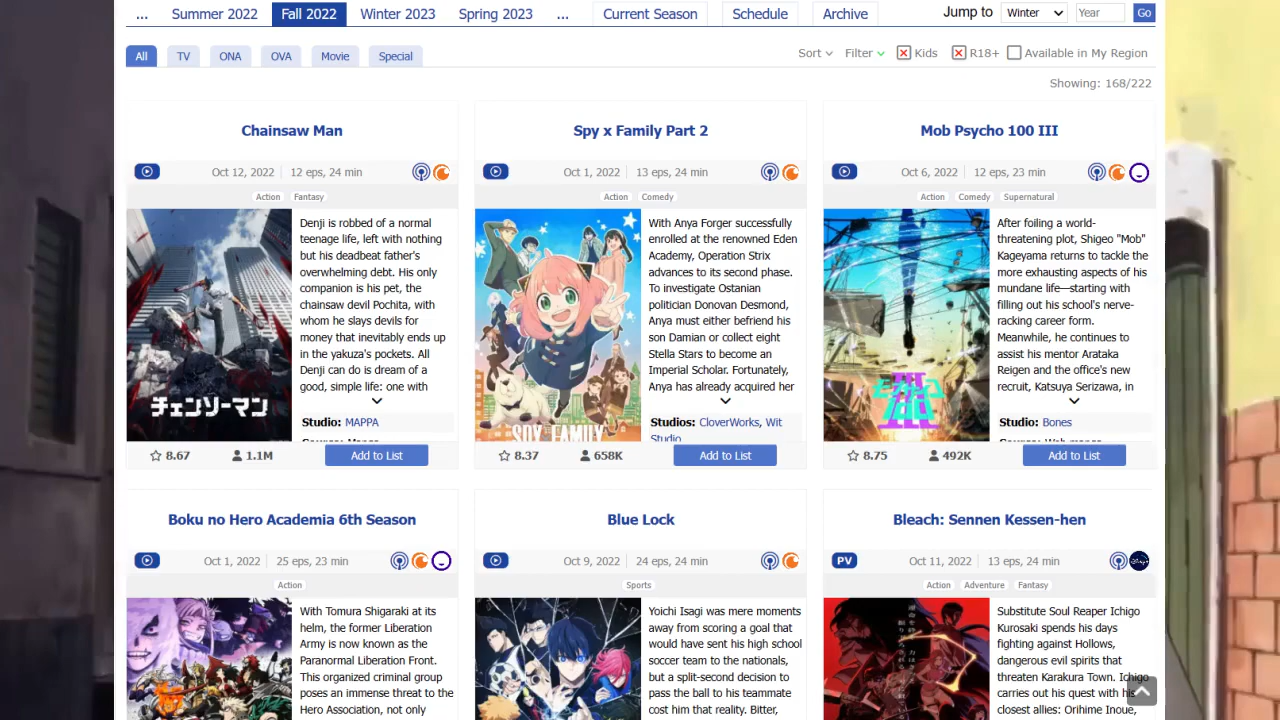 ... Summer 2022 Fall 2022 Winter 2023 Spring 2023 ... Current Season Schedule Archive Jump to Winter Year Go
All TV ONA OVA Movie Special Sort Filter Kids R18+ Available in My Region
Showing: 168/222
Chainsaw Man
Oct 12, 2022 12 eps, 24 min
Action Fantasy
Denji is robbed of a normal
teenage life, left with nothing
but his deadbeat father's
overwhelming debt. His only
companion is his pet, the
chainsaw devil Pochita, with
whom he slays devils for
money that inevitably ends up
in the yakuza's pockets. All
Denji can do is dream of a
good, simple life: one with
チェンソーマン
Studio: MAPPA
8.67 1.1M Add to List
Spy x Family Part 2
Oct 1, 2022 13 eps, 24 min
Action Comedy
With Anya Forger successfully
enrolled at the renowned Eden
Academy, Operation Strix
advances to its second phase.
To investigate Ostanian
politician Donovan Desmond,
Anya must either befriend his
son Damian or collect eight
Stella Stars to become an
Imperial Scholar. Fortunately,
Anya has already acquired her
SPY FAMILY
Studios: CloverWorks, Wit
Studio
8.37 658K Add to List
Mob Psycho 100 III
Oct 6, 2022 12 eps, 23 min
Action Comedy Supernatural
After foiling a world-
threatening plot, Shigeo "Mob"
Kageyama returns to tackle the
more exhausting aspects of his
mundane life—starting with
filling out his school's nerve-
racking career form.
Meanwhile, he continues to
assist his mentor Arataka
Reigen and the office's new
recruit, Katsuya Serizawa, in
Studio: Bones
8.75 492K Add to List
Boku no Hero Academia 6th Season
Oct 1, 2022 25 eps, 23 min
Action
With Tomura Shigaraki at its
helm, the former Liberation
Army is now known as the
Paranormal Liberation Front.
This organized criminal group
poses an immense threat to the
Hero Association, not only
Blue Lock
Oct 9, 2022 24 eps, 24 min
Sports
Yoichi Isagi was mere moments
away from scoring a goal that
would have sent his high school
soccer team to the nationals,
but a split-second decision to
pass the ball to his teammate
cost him that reality. Bitter,
Bleach: Sennen Kessen-hen
PV Oct 11, 2022 13 eps, 24 min
Action Adventure Fantasy
Substitute Soul Reaper Ichigo
Kurosaki spends his days
fighting against Hollows,
dangerous evil spirits that
threaten Karakura Town. Ichigo
carries out his quest with his
closest allies: Orihime Inoue,